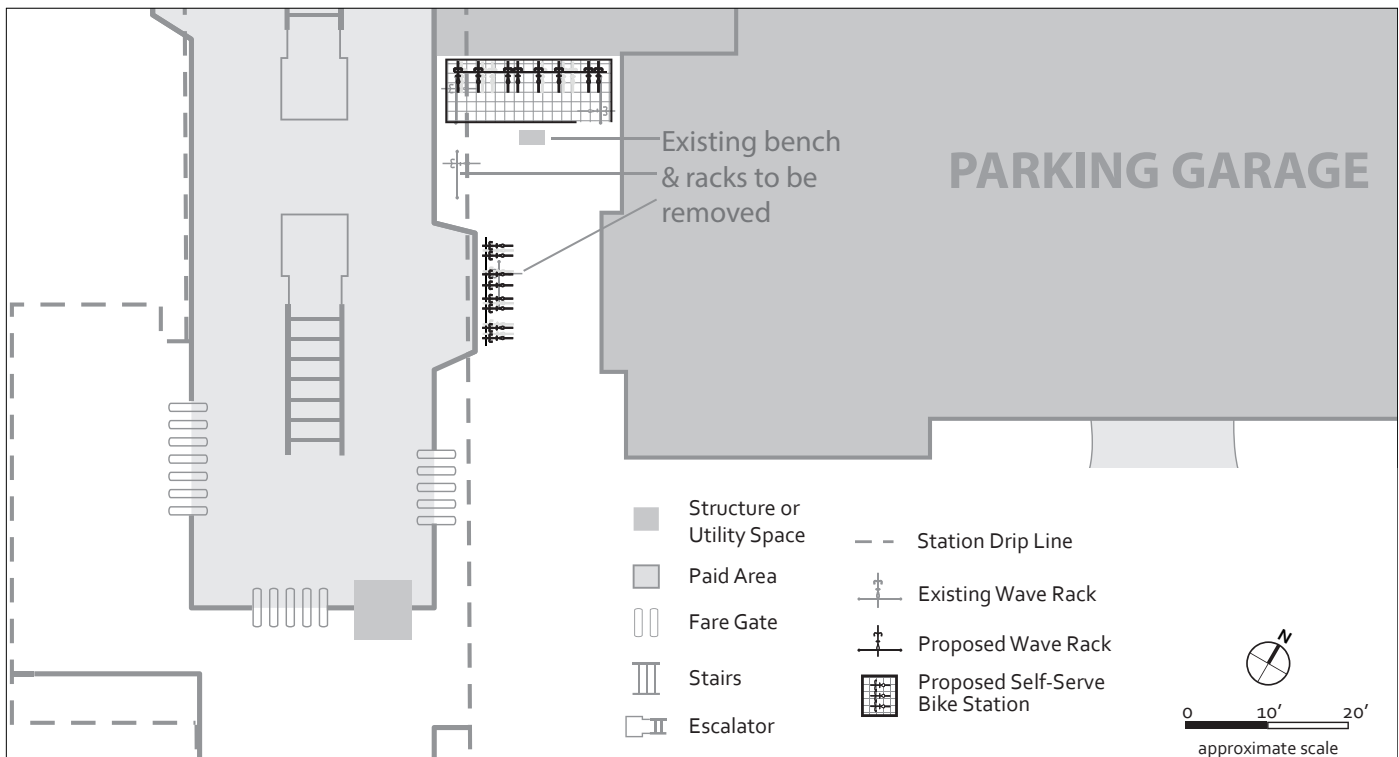 Existing bench
& racks to be
removed
PARKING GARAGE
Structure or
Utility Space
Paid Area
Fare Gate
Stairs
Escalator
Station Drip Line
Existing Wave Rack
Proposed Wave Rack
Proposed Self-Serve
Bike Station
N
0 10’ 20’
approximate scale